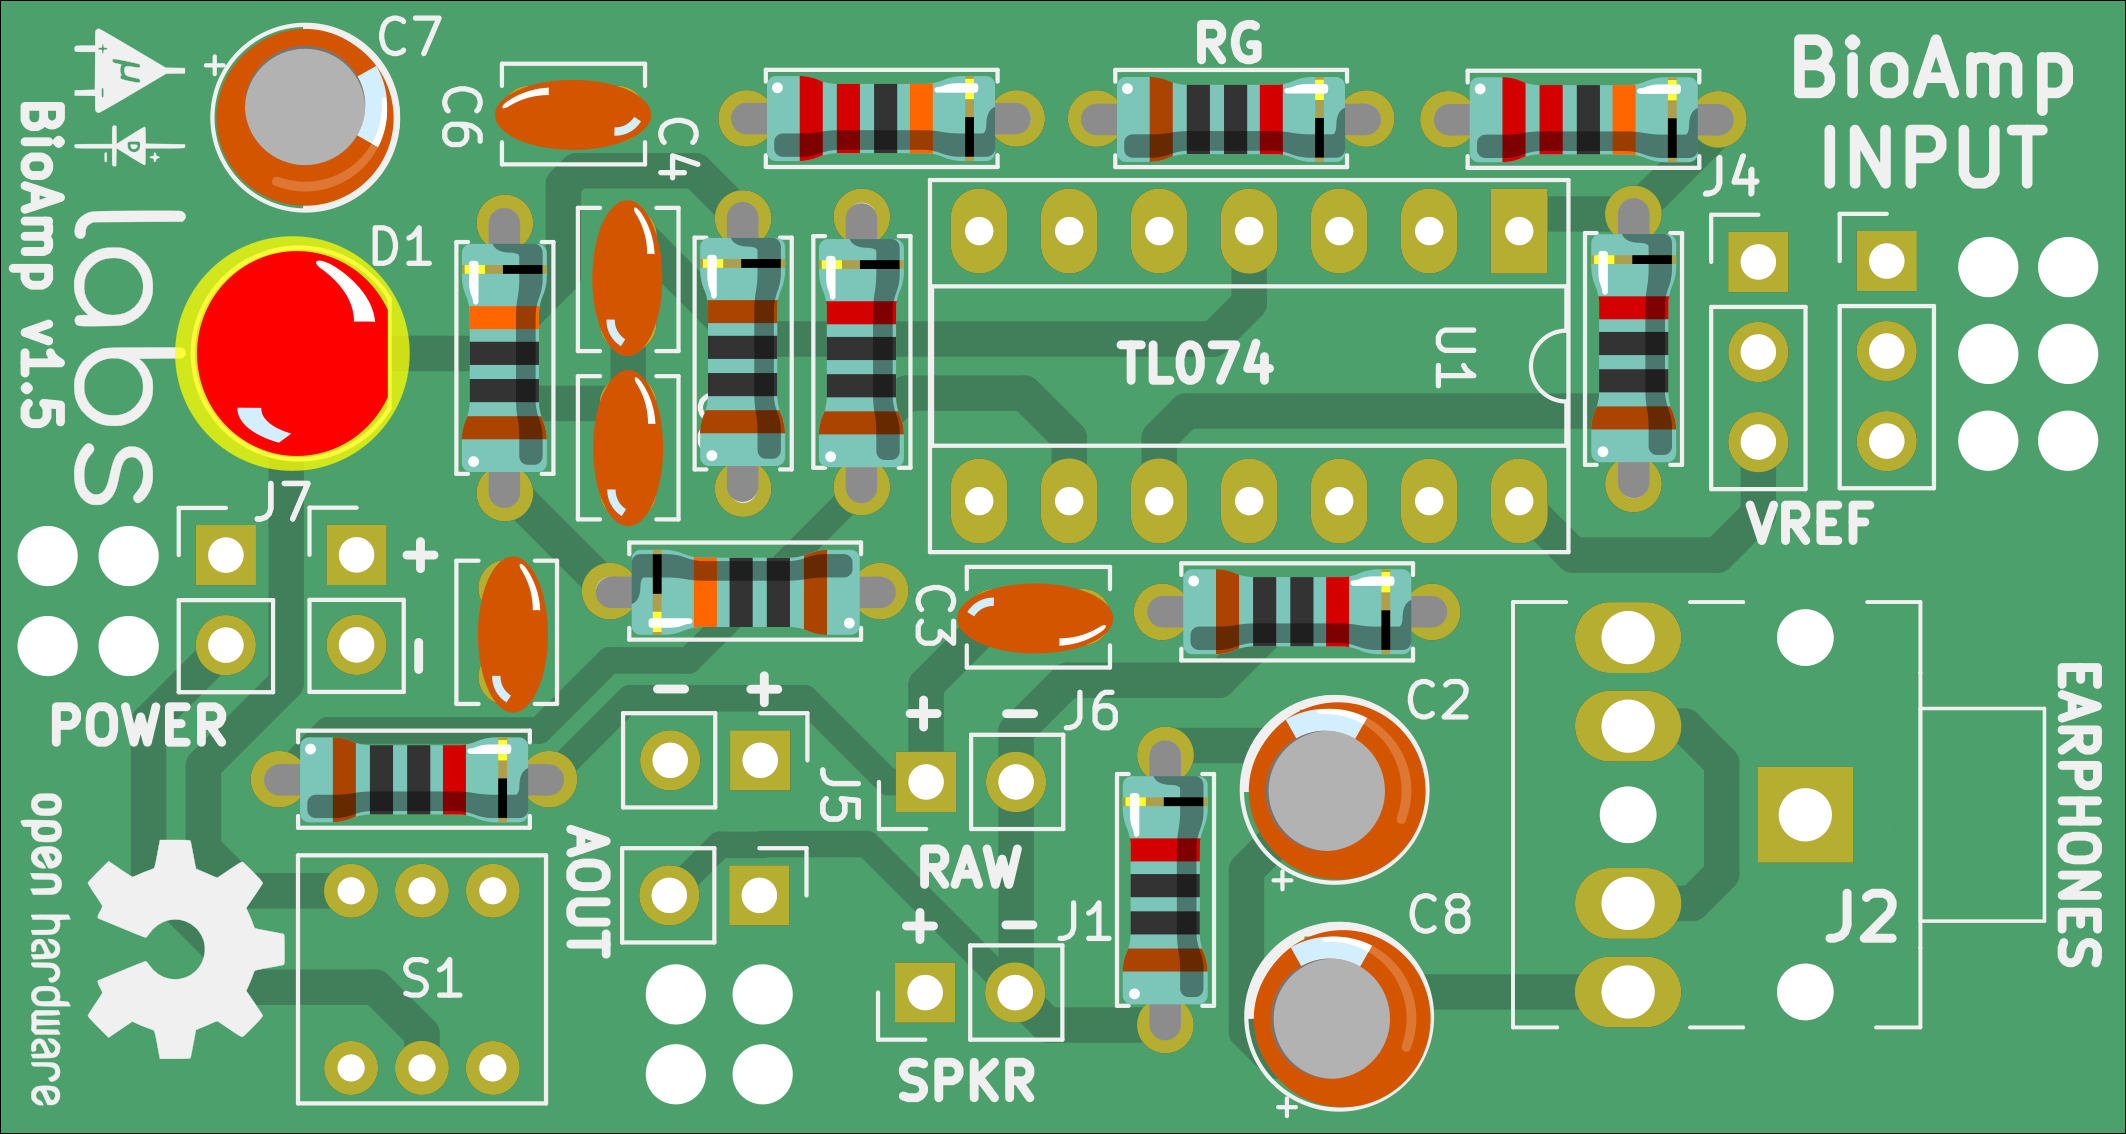 C7
RG
BioAmp
INPUT
C6
C4
J4
μ
D
BioAmp v1.5
labs
D1
TL074
U1
VREF
J7
+
-
POWER
C3
- +
J5
+ -
J6
RAW
C2
AOUT
+ -
J1
C8
SPKR
S1
open hardware
J2
EARPHONES